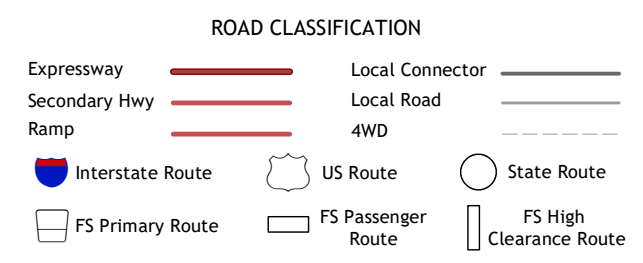 ROAD CLASSIFICATION
Expressway
Local Connector
Secondary Hwy
Local Road
Ramp
4WD
Interstate Route
US Route
State Route
FS Primary Route
FS Passenger
Route
FS High
Clearance Route